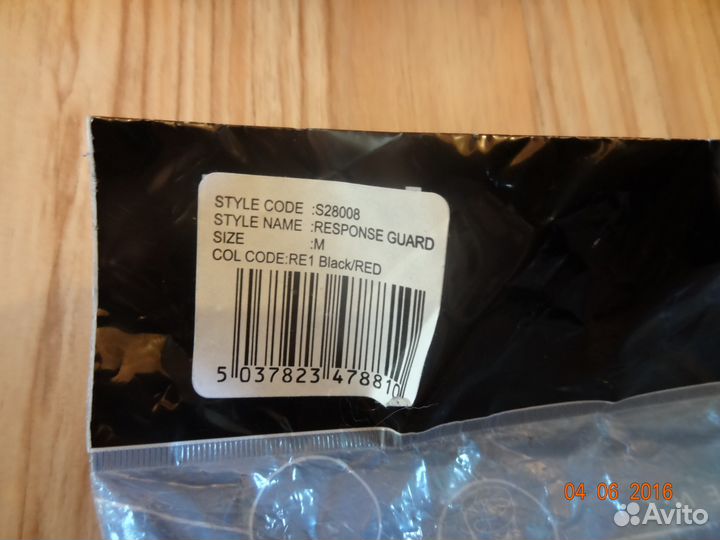 STYLE CODE :S28008
STYLE NAME :RESPONSE GUARD
SIZE :M
COL CODE:RE1 Black/RED
5 037823 478810
04 06 2016
Avito